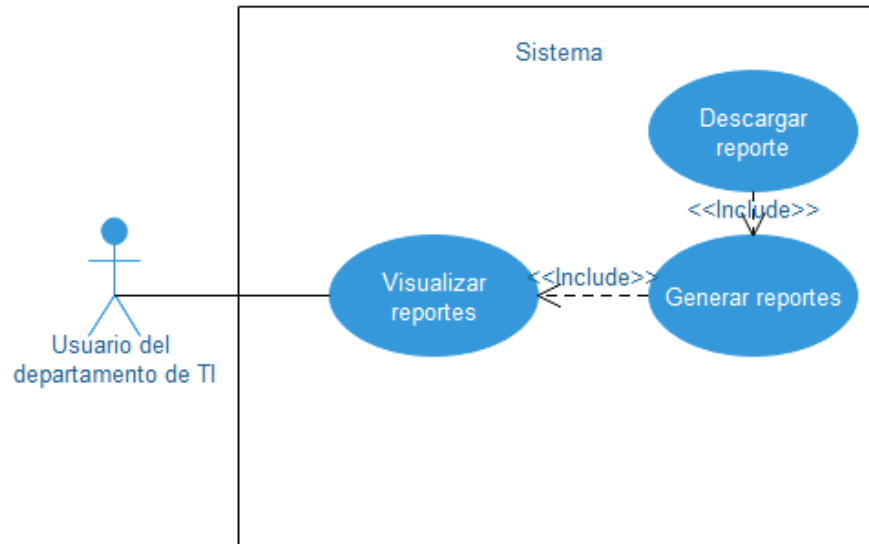 Sistema
Descargar
reporte
<<Include>>
Visualizar
reportes
<<Include>>
Generar reportes
Usuario del
departamento de TI